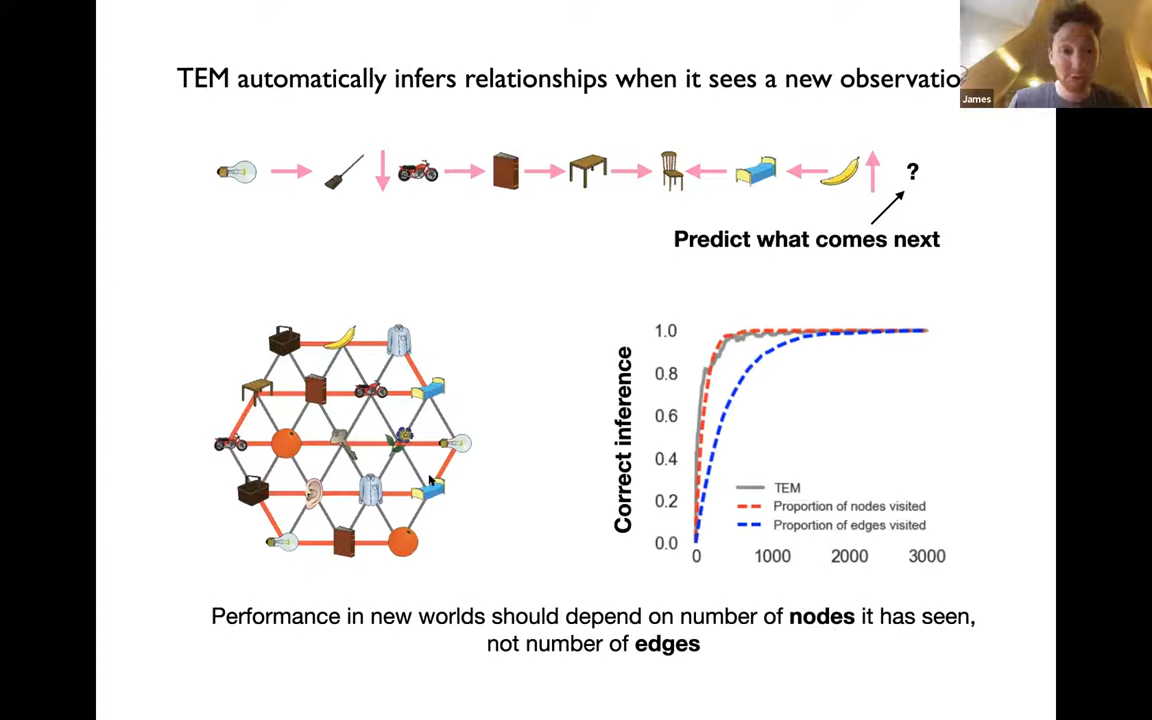 TEM automatically infers relationships when it sees a new observatio
James
?
Predict what comes next
Correct inference
1.0
0.8
0.6
0.4
0.2
0.0
TEM
Proportion of nodes visited
Proportion of edges visited
0 1000 2000 3000
Performance in new worlds should depend on number of nodes it has seen,
not number of edges